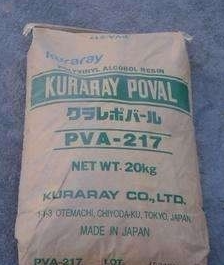 kuraray
POLYVINYL ALCOHOL RESIN
KURARAY POVAL
クラレポバール
PVA-217
NET WT. 20kg
KURARAY CO., LTD.
1-1-3 OTEMACHI, CHIYODA-KU, TOKYO, JAPAN
MADE IN JAPAN
PVA-217 LOT.